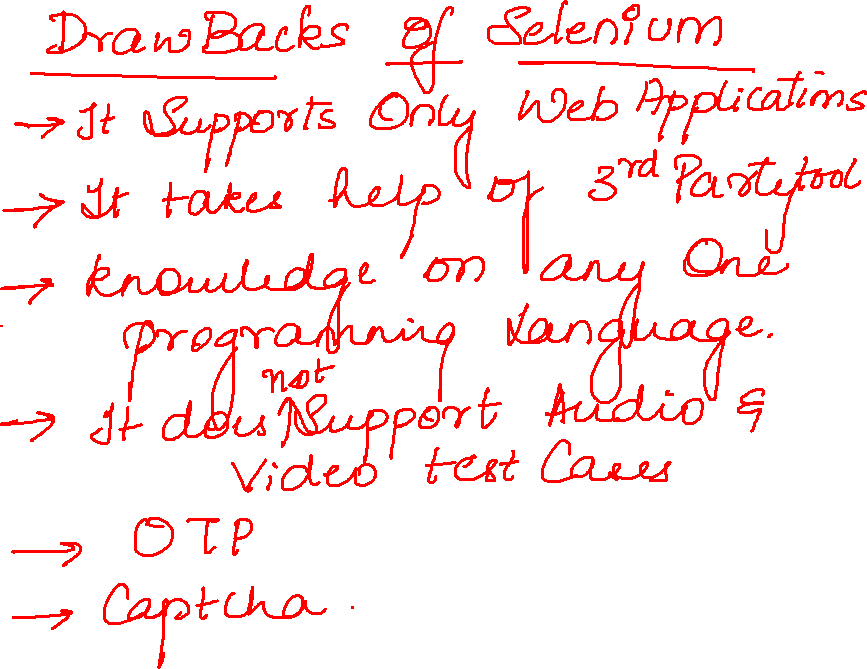 DrawBacks of Selenium
→ It Supports Only Web Applications
→ It takes help of 3rd Partytool
→ knowledge on any One
programming Language.
→ It does not Support Audio &
Video test Cases
→ OTP
→ Captcha.